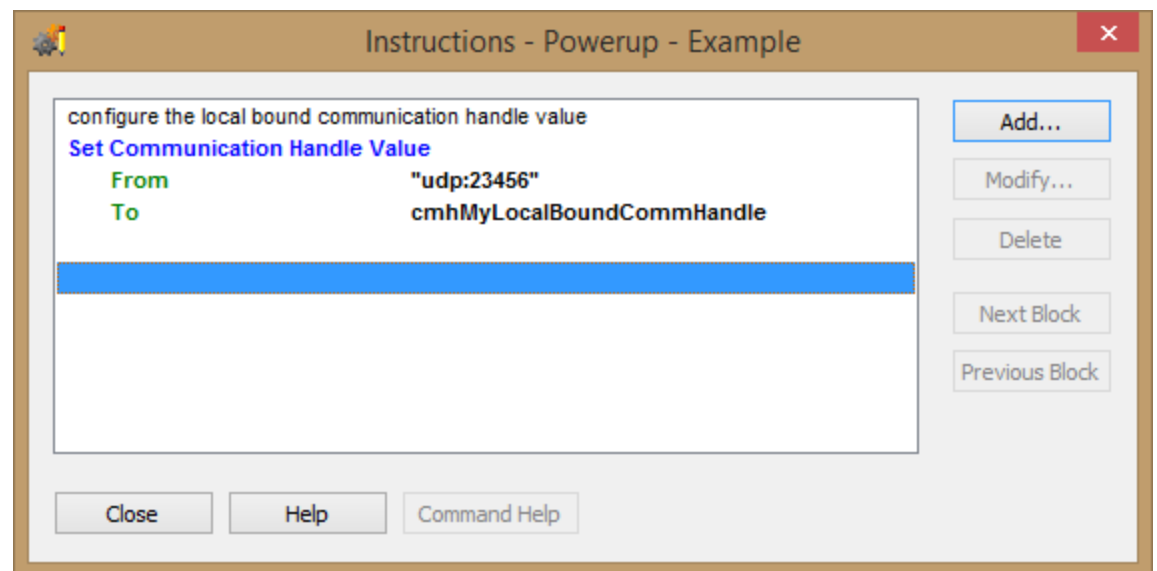 Instructions - Powerup - Example
configure the local bound communication handle value
Set Communication Handle Value
From "udp:23456"
To cmhMyLocalBoundCommHandle
Add...
Modify...
Delete
Next Block
Previous Block
Close Help Command Help